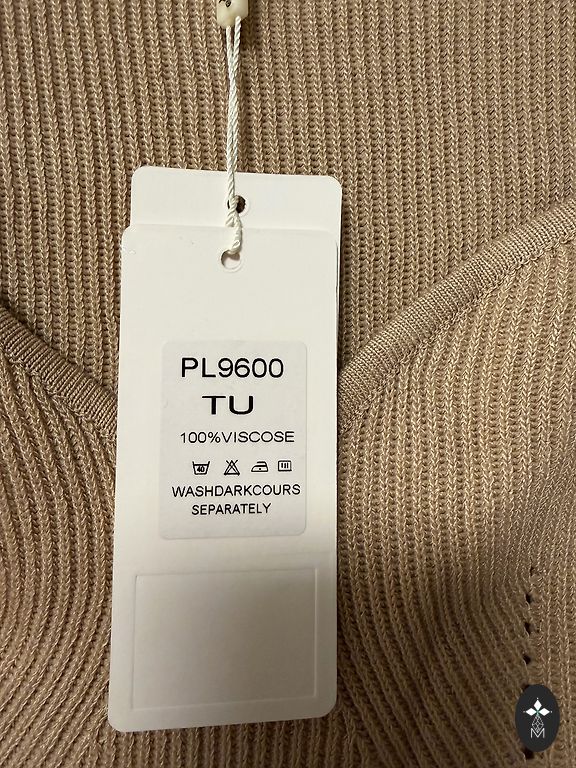 PL9600
TU
100%VISCOSE
40
WASHDARKCOURS
SEPARATELY
M